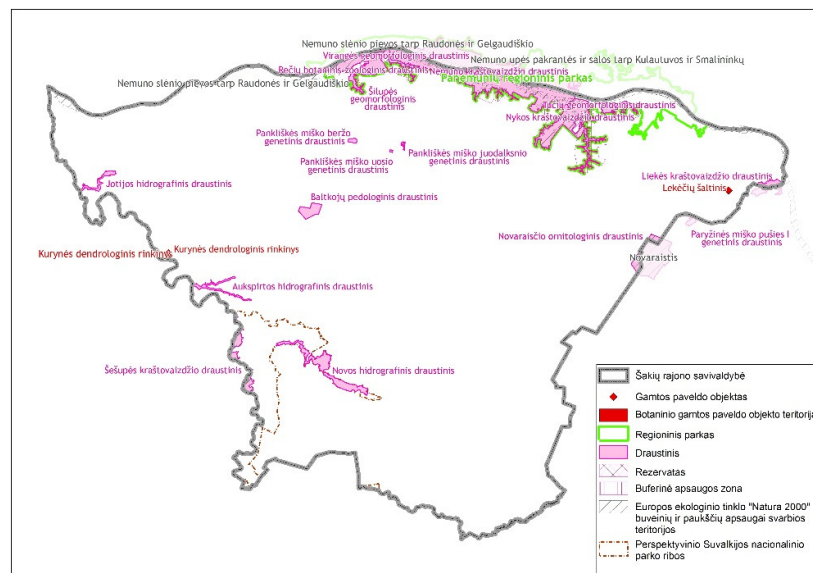 Nemuno slėnio pievos tarp Raudonės ir Gelgaudiškio
Virangės geomorfologinis draustinis
Nemuno upės pakrantė ir salos tarp Kulautuvos ir Smalininkų
Rėčių botaninis-zoologinis draustinis
Nemuno kraštovaizdžio draustinis
Panemunių regioninis parkas
Nemuno slėnio pievos tarp Raudonės ir Gelgaudiškio
Šilupės
geomorfologinis
draustinis
Tučių geomorfologinis draustinis
Nykos kraštovaizdžio draustinis
Pankliškės miško beržo
genetinis draustinis
Pankliškės miško uosio
genetinis draustinis
Pankliškės miško juodalksnio
genetinis draustinis
Liekės kraštovaizdžio draustinis
Lekėčių šaltinis
Jotijos hidrografinis draustinis
Baltkojų pedologinis draustinis
Novaraisčio ornitologinis draustinis
Paryžinės miško pušies I
genetinis draustinis
Novaraistis
Kurynės dendrologinis rinkinys
Kurynės dendrologinis rinkinys
Aukspirtos hidrografinis draustinis
Šešupės kraštovaizdžio draustinis
Novos hidrografinis draustinis
Šakių rajono savivaldybė
Gamtos paveldo objektas
Botaninio gamtos paveldo objekto teritorija
Regioninis parkas
Draustinis
Rezervatas
Buferinė apsaugos zona
Europos ekologinio tinklo "Natura 2000"
buveinių ir paukščių apsaugai svarbios
teritorijos
Perspektyvinio Suvalkijos nacionalinio
parko ribos